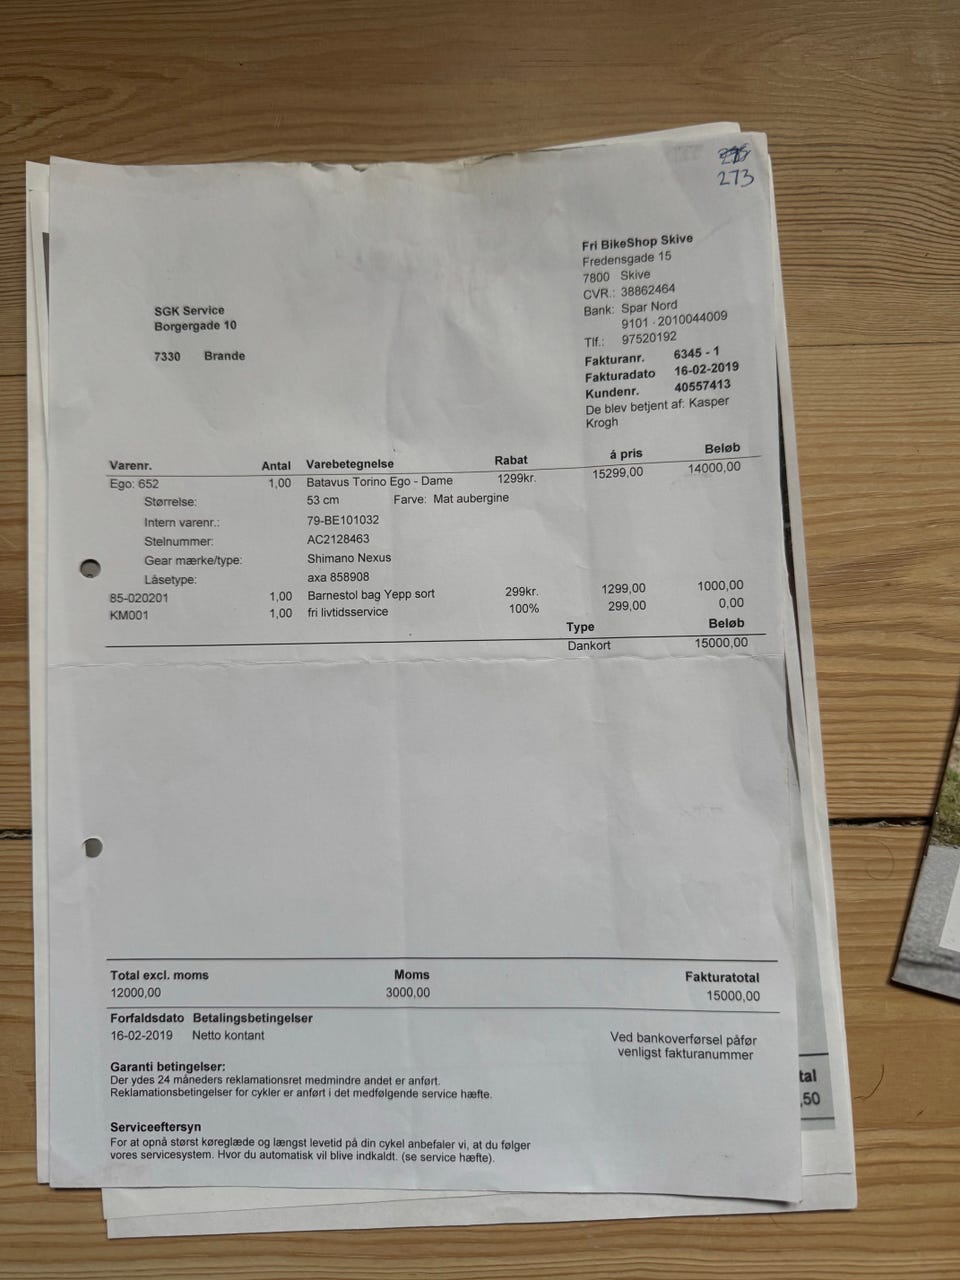 273
Fri BikeShop Skive
Fredensgade 15
7800 Skive
CVR.: 38862464
Bank: Spar Nord
9101 - 2010044009
Tlf.: 97520192
Fakturanr. 6345 - 1
Fakturadato 16-02-2019
Kundenr. 40557413
De blev betjent af: Kasper
Krogh
SGK Service
Borgergade 10
7330 Brande
Varenr. Antal Varebetegnelse Rabat á pris Beløb
Ego: 652 1,00 Batavus Torino Ego - Dame 1299kr. 15299,00 14000,00
Størrelse: 53 cm Farve: Mat aubergine
Intern varenr.: 79-BE101032
Stelnummer: AC2128463
Gear mærke/type: Shimano Nexus
Låsetype: axa 858908
85-020201 1,00 Barnestol bag Yepp sort 299kr. 1299,00 1000,00
KM001 1,00 fri livtidsservice 100% 299,00 0,00
Type Beløb
Dankort 15000,00
Total excl. moms Moms Fakturatotal
12000,00 3000,00 15000,00
Forfaldsdato Betalingsbetingelser
16-02-2019 Netto kontant
Ved bankoverførsel påfør
venligst fakturanummer
Garanti betingelser:
Der ydes 24 måneders reklamationsret medmindre andet er anført.
Reklamationsbetingelser for cykler er anført i det medfølgende service hæfte.
Serviceeftersyn
For at opnå størst køreglæde og længst levetid på din cykel anbefaler vi, at du følger
vores servicesystem. Hvor du automatisk vil blive indkaldt. (se service hæfte).
tal
,50